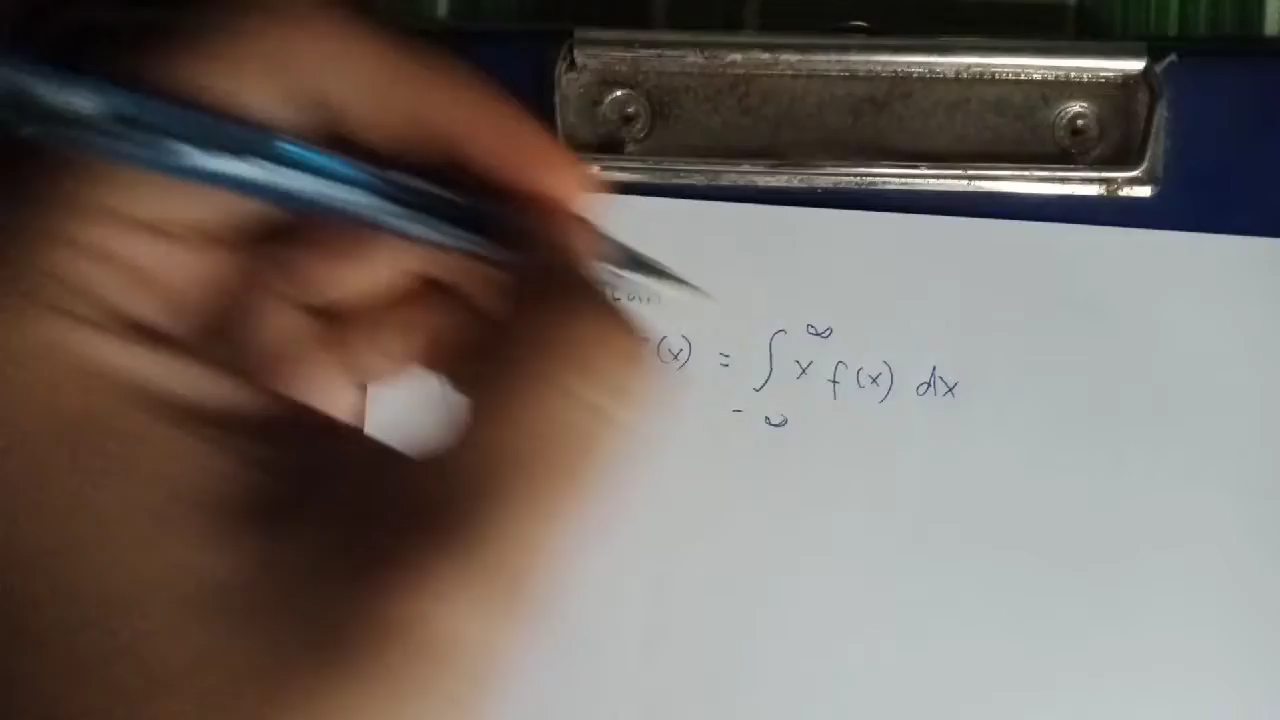 (x) = ∫_{-∞}^{∞} x f(x) dx